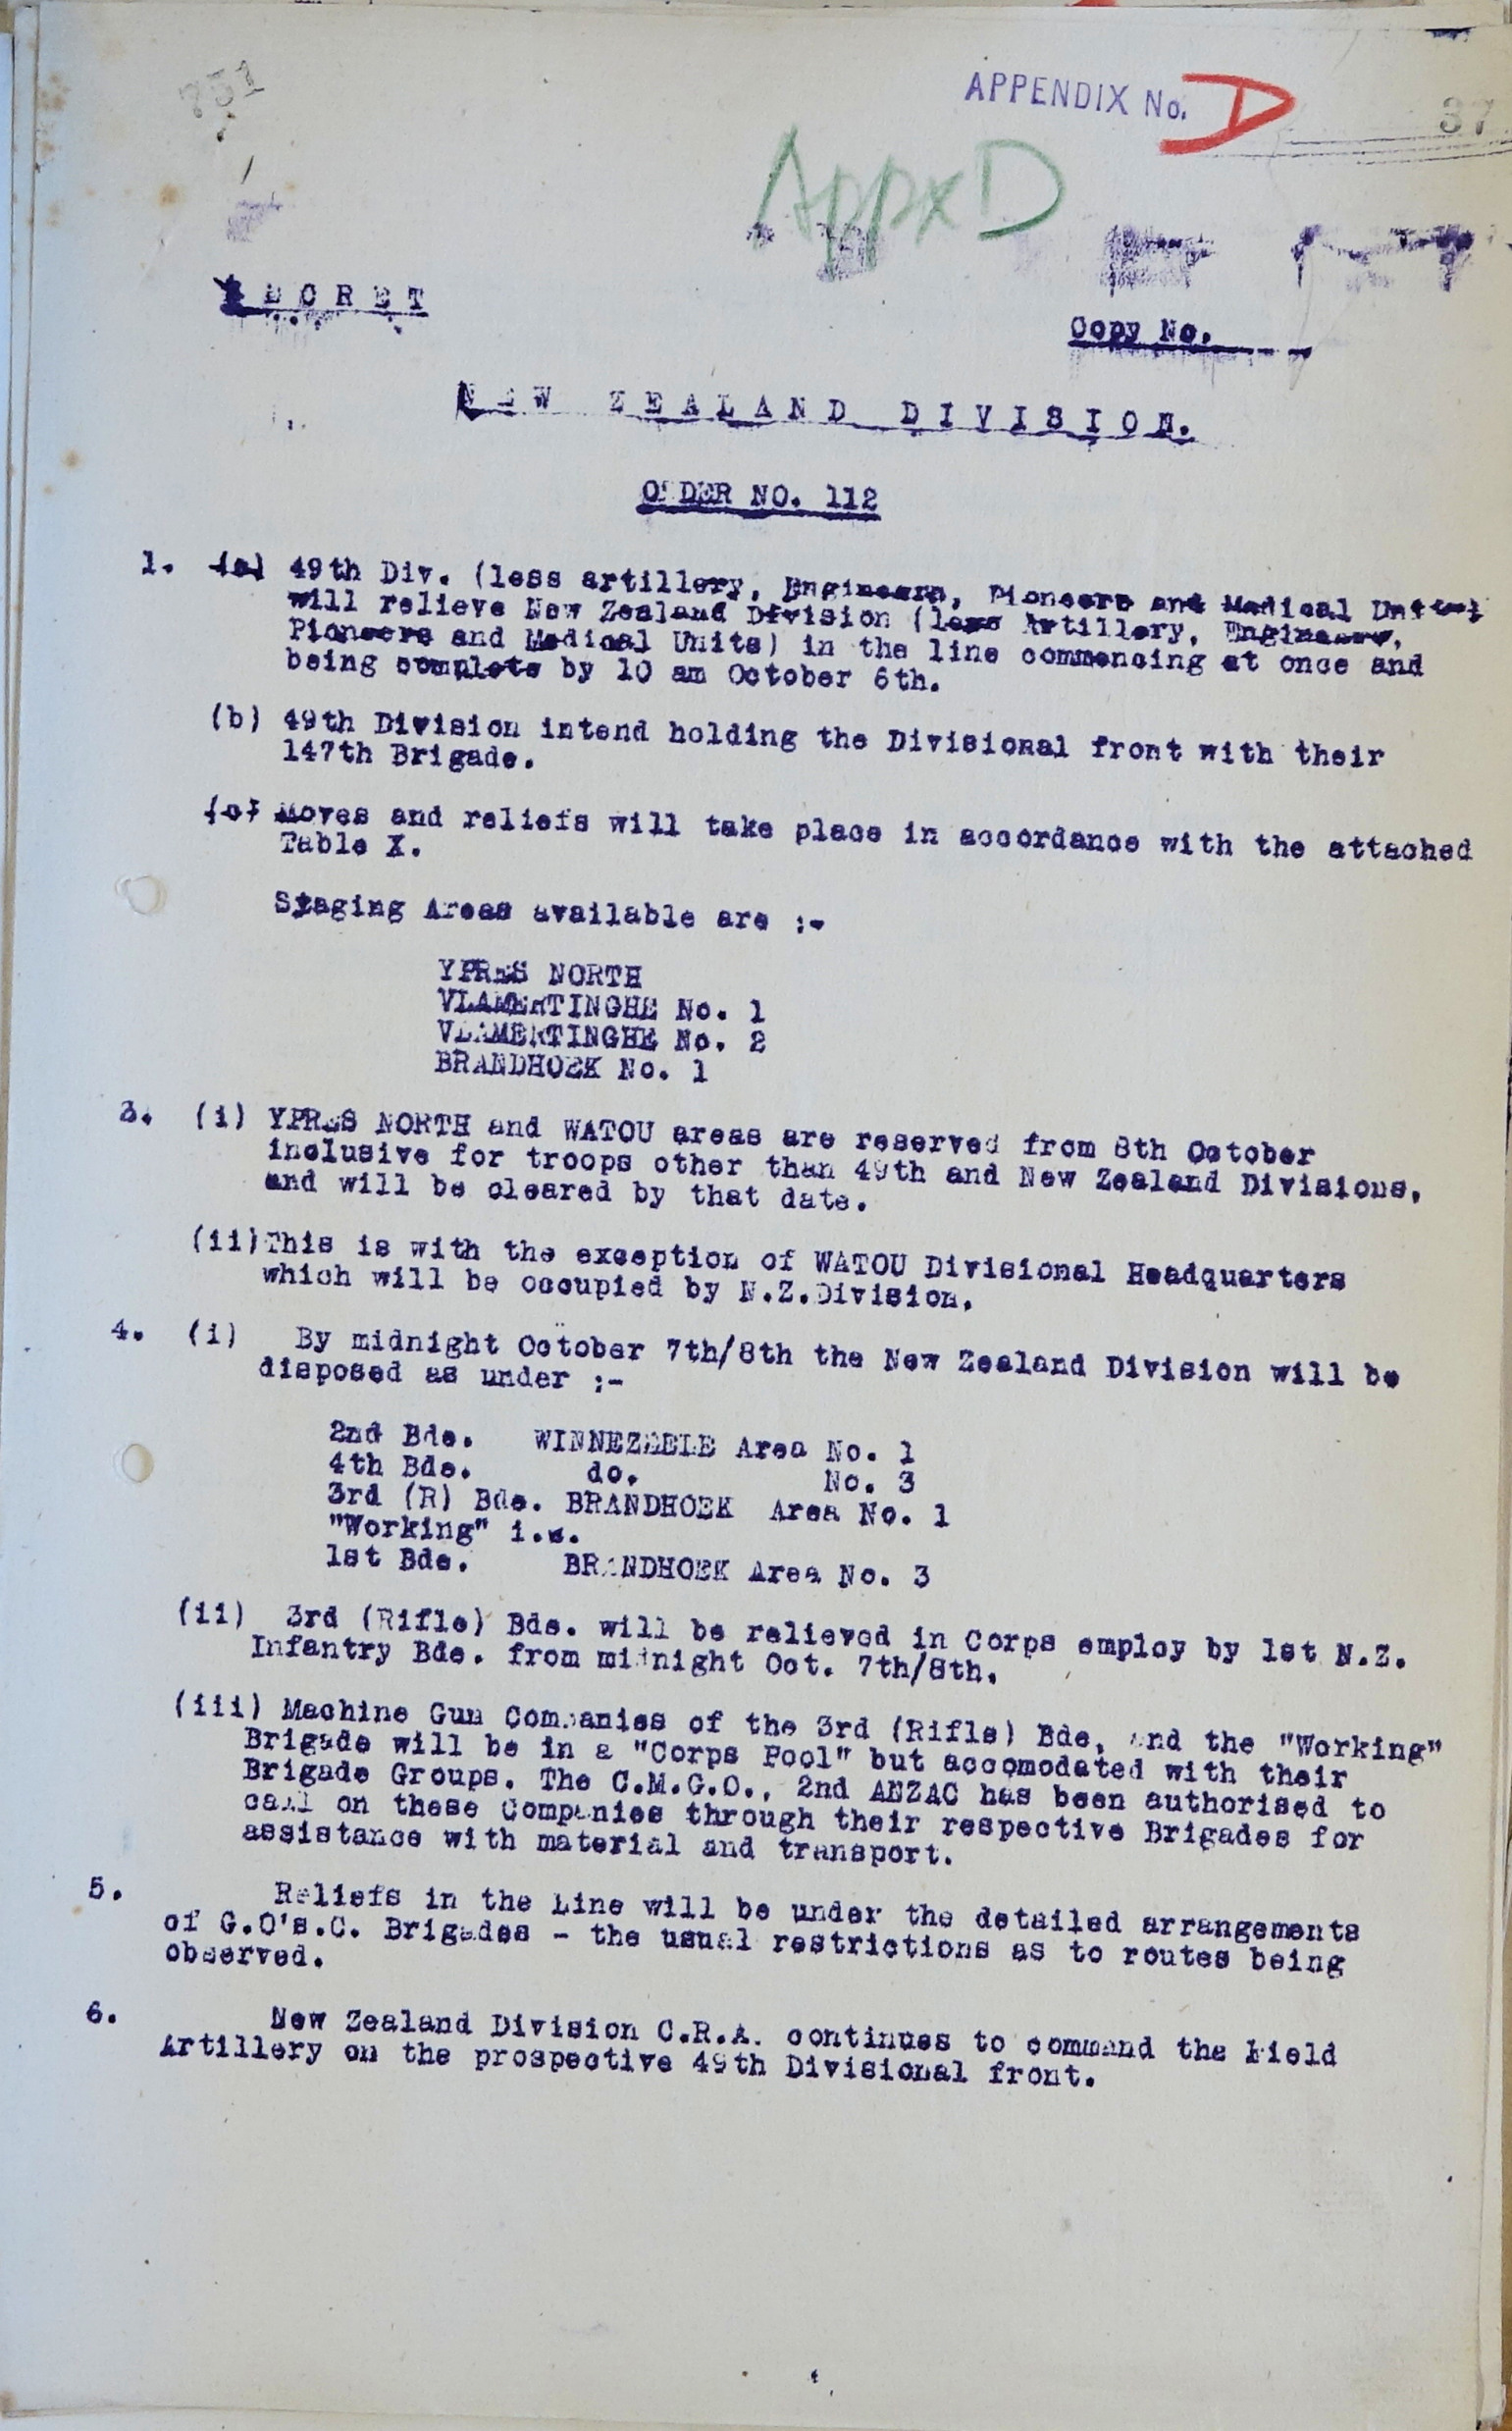 751
APPENDIX No. D
37
Appx D
SECRET
Copy No.
NEW ZEALAND DIVISION.
ORDER NO. 112
1. (a) 49th Div. (less artillery, Engineers, Pioneers and Medical Units)
will relieve New Zealand Division (less Artillery, Engineers,
Pioneers and Medical Units) in the line commencing at once and
being complete by 10 am October 6th.
(b) 49th Division intend holding the Divisional front with their
147th Brigade.
(c) Moves and reliefs will take place in accordance with the attached
Table X.
Staging Areas available are :-
YPRES NORTH
VLAMERTINGHE No. 1
VLAMERTINGHE No. 2
BRANDHOEK No. 1
3. (i) YPRES NORTH and WATOU areas are reserved from 8th October
inclusive for troops other than 49th and New Zealand Divisions,
and will be cleared by that date.
(ii) This is with the exception of WATOU Divisional Headquarters
which will be occupied by N.Z.Division.
4. (i) By midnight October 7th/8th the New Zealand Division will be
disposed as under :-
2nd Bde. WINNEZEELE Area No. 1
4th Bde. do. No. 3
3rd (R) Bde. BRANDHOEK Area No. 1
"Working" i.e.
1st Bde. BRANDHOEK Area No. 3
(ii) 3rd (Rifle) Bde. will be relieved in Corps employ by 1st N.Z.
Infantry Bde. from midnight Oct. 7th/8th.
(iii) Machine Gun Companies of the 3rd (Rifle) Bde, and the "Working"
Brigade will be in a "Corps Pool" but accomodated with their
Brigade Groups. The C.M.G.O., 2nd ANZAC has been authorised to
call on these Companies through their respective Brigades for
assistance with material and transport.
5. Reliefs in the Line will be under the detailed arrangements
of G.O's.C. Brigades - the usual restrictions as to routes being
observed.
6. New Zealand Division C.R.A. continues to command the Field
Artillery on the prospective 49th Divisional front.